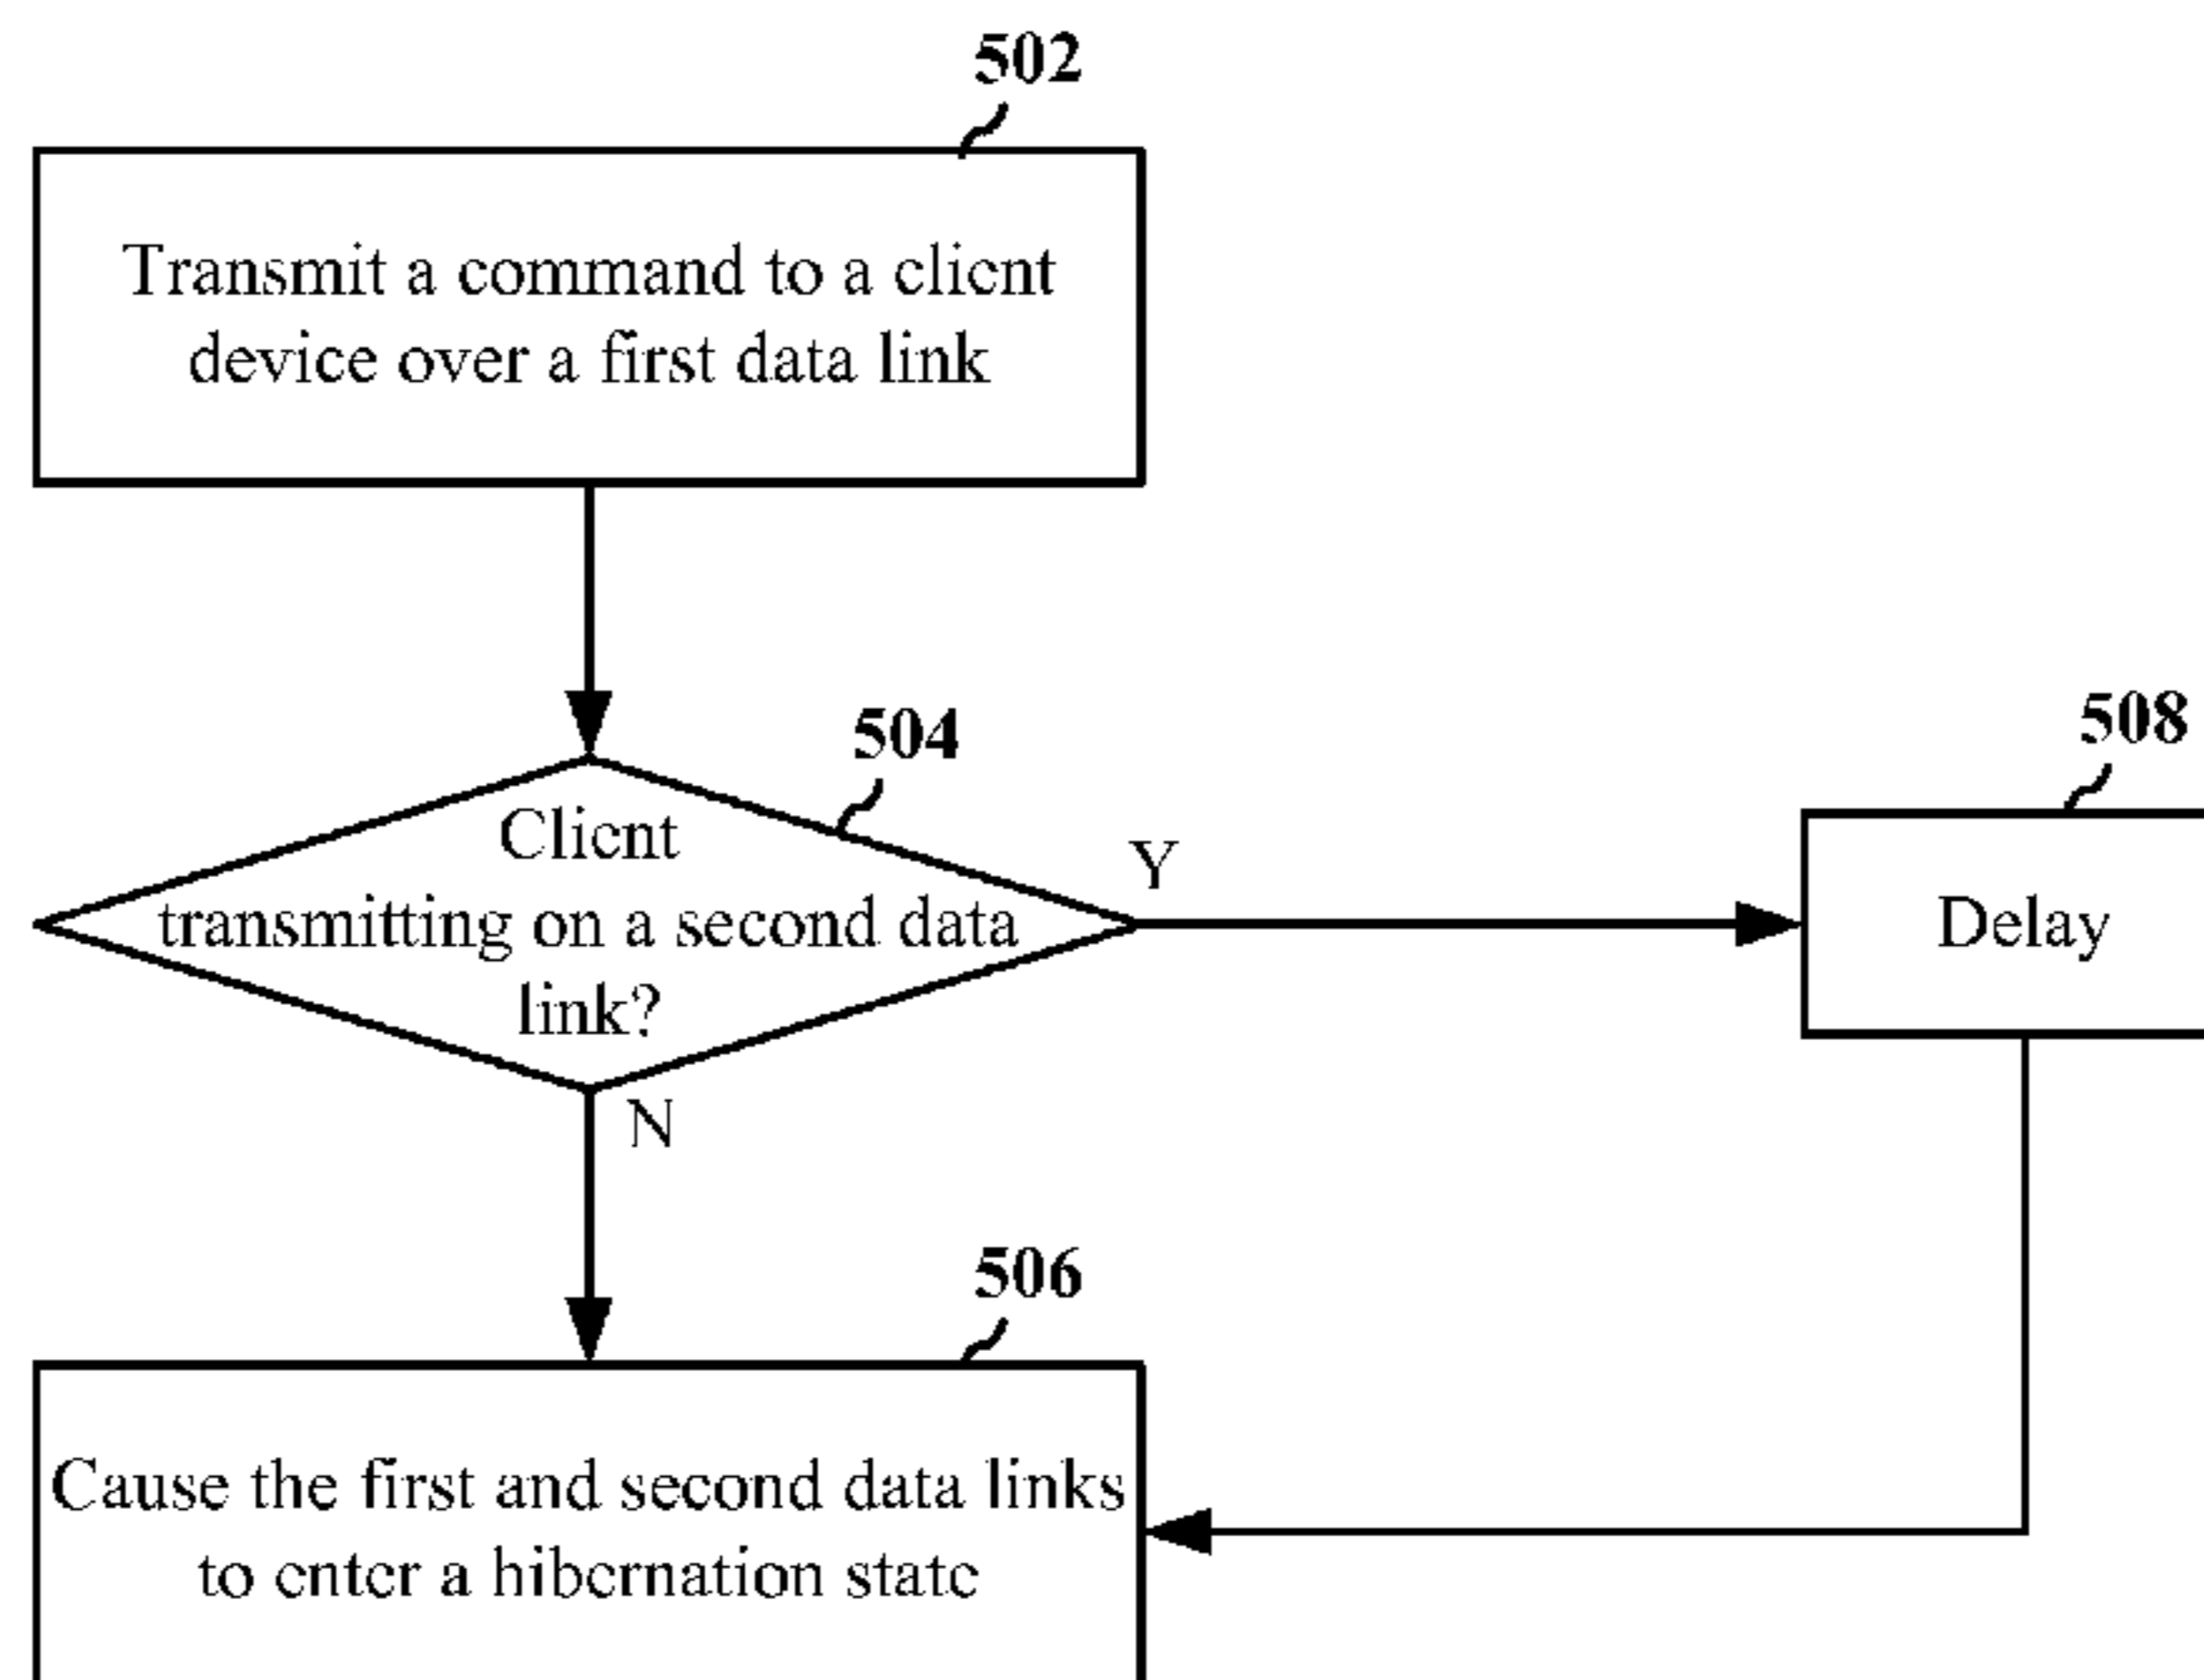 502
Transmit a command to a client
device over a first data link
504
508
Client
transmitting on a second data
link?
Y
Delay
N
506
Cause the first and second data links
to enter a hibernation state